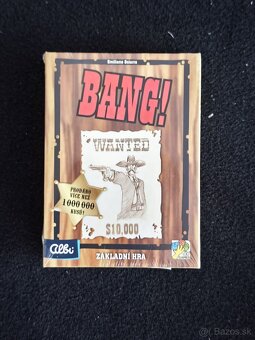 Emiliano Sciarra
BANG!
WANTED
PRODÁNO
VÍCE NEŽ
1 000 000
KUSŮ!
$10.000
Albi
ZÁKLADNÍ HRA
Bazos.sk